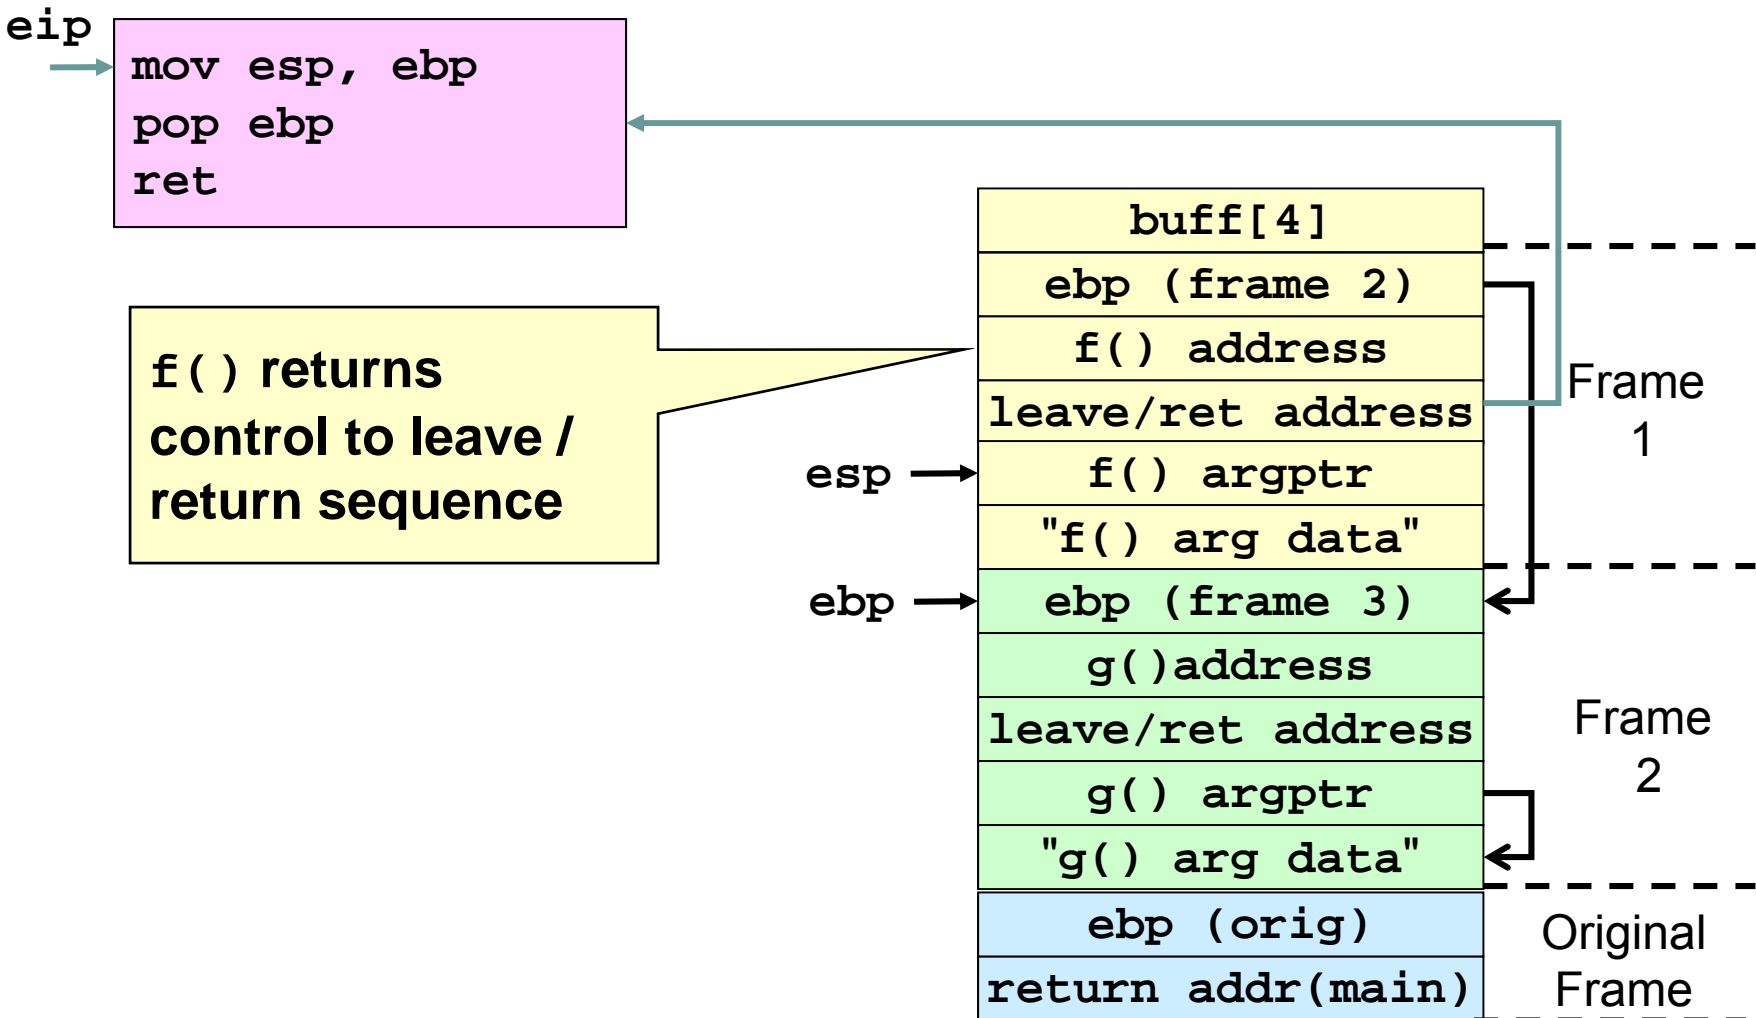 eip
mov esp, ebp
pop ebp
ret
buff[4]
ebp (frame 2)
f() address
leave/ret address
f() argptr
"f() arg data"
ebp (frame 3)
g()address
leave/ret address
g() argptr
"g() arg data"
ebp (orig)
return addr(main)
f() returns
control to leave /
return sequence
esp
ebp
Frame
1
Frame
2
Original
Frame